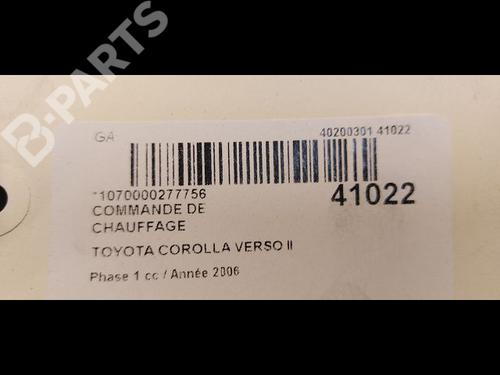 B-PARTS
GA
40200301 41022
*1070000277756
41022
COMMANDE DE
CHAUFFAGE
TOYOTA COROLLA VERSO II
Phase 1 cc / Année 2006